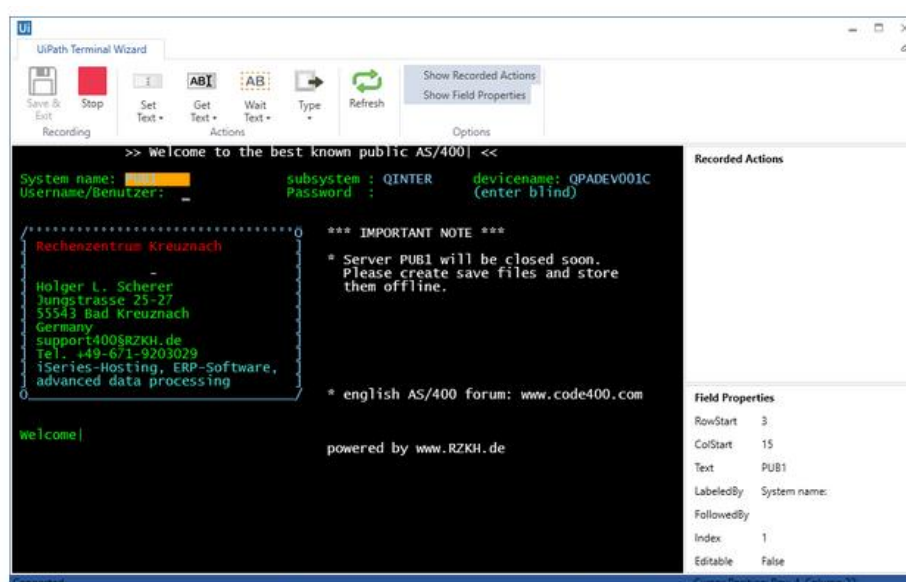 Ui
UiPath Terminal Wizard
Save & Exit
Stop
Set Text
Get Text
Wait Text
Type
Refresh
Show Recorded Actions
Show Field Properties
Recording
Actions
Options
>> Welcome to the best known public AS/400| <<
System name: PUB1 subsystem : QINTER devicename: QPADEV001C
Username/Benutzer: _ Password : (enter blind)
Rechenzentrum Kreuznach
Holger L. Scherer
Jungstrasse 25-27
55543 Bad Kreuznach
Germany
support400§RZKH.de
Tel. +49-671-9203029
iSeries-Hosting, ERP-Software,
advanced data processing
*** IMPORTANT NOTE ***
* Server PUB1 will be closed soon.
Please create save files and store
them offline.
* english AS/400 forum: www.code400.com
Welcome|
powered by www.RZKH.de
Recorded Actions
Field Properties
RowStart 3
ColStart 15
Text PUB1
LabeledBy System name:
FollowedBy
Index 1
Editable False